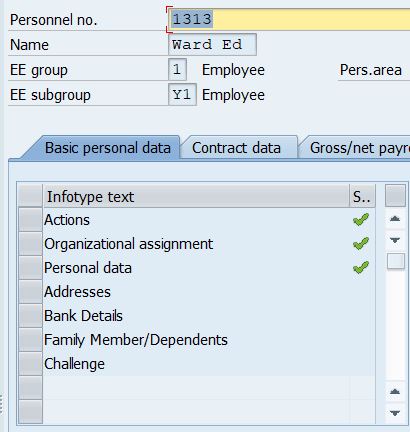 Personnel no. 1313
Name Ward Ed
EE group 1 Employee Pers.area
EE subgroup Y1 Employee
Basic personal data Contract data Gross/net payr
Infotype text S..
Actions
Organizational assignment
Personal data
Addresses
Bank Details
Family Member/Dependents
Challenge